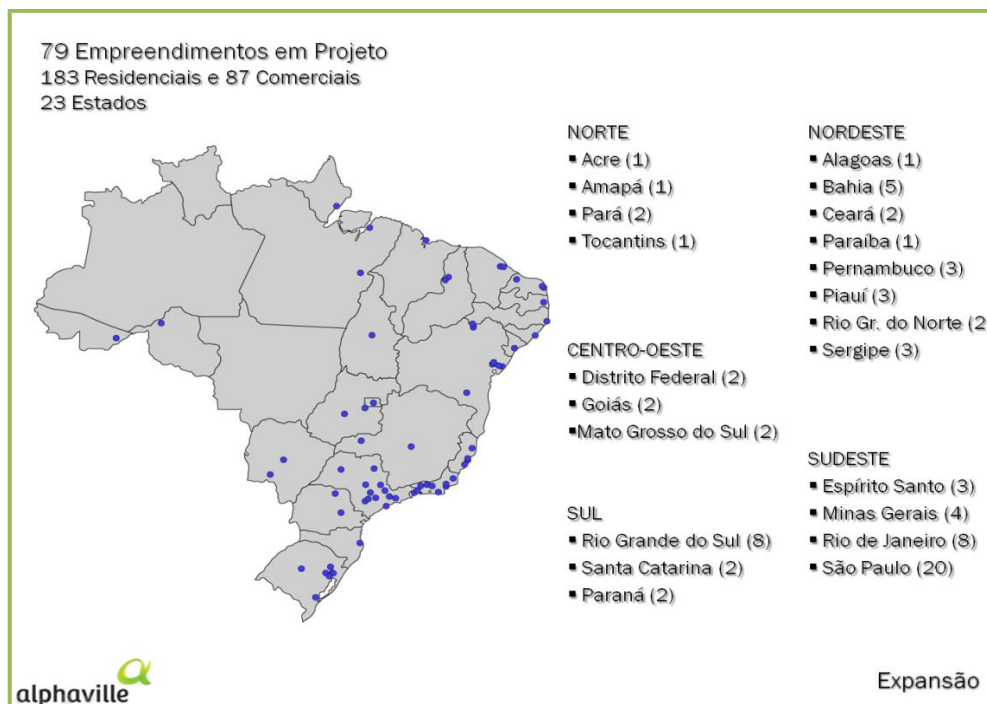 79 Empreendimentos em Projeto
183 Residenciais e 87 Comerciais
23 Estados
NORTE
▪ Acre (1)
▪ Amapá (1)
▪ Pará (2)
▪ Tocantins (1)
CENTRO-OESTE
▪ Distrito Federal (2)
▪ Goiás (2)
▪Mato Grosso do Sul (2)
SUL
▪ Rio Grande do Sul (8)
▪ Santa Catarina (2)
▪ Paraná (2)
NORDESTE
▪ Alagoas (1)
▪ Bahia (5)
▪ Ceará (2)
▪ Paraíba (1)
▪ Pernambuco (3)
▪ Piauí (3)
▪ Rio Gr. do Norte (2
▪ Sergipe (3)
SUDESTE
▪ Espírito Santo (3)
▪ Minas Gerais (4)
▪ Rio de Janeiro (8)
▪ São Paulo (20)
alphaville
Expansão